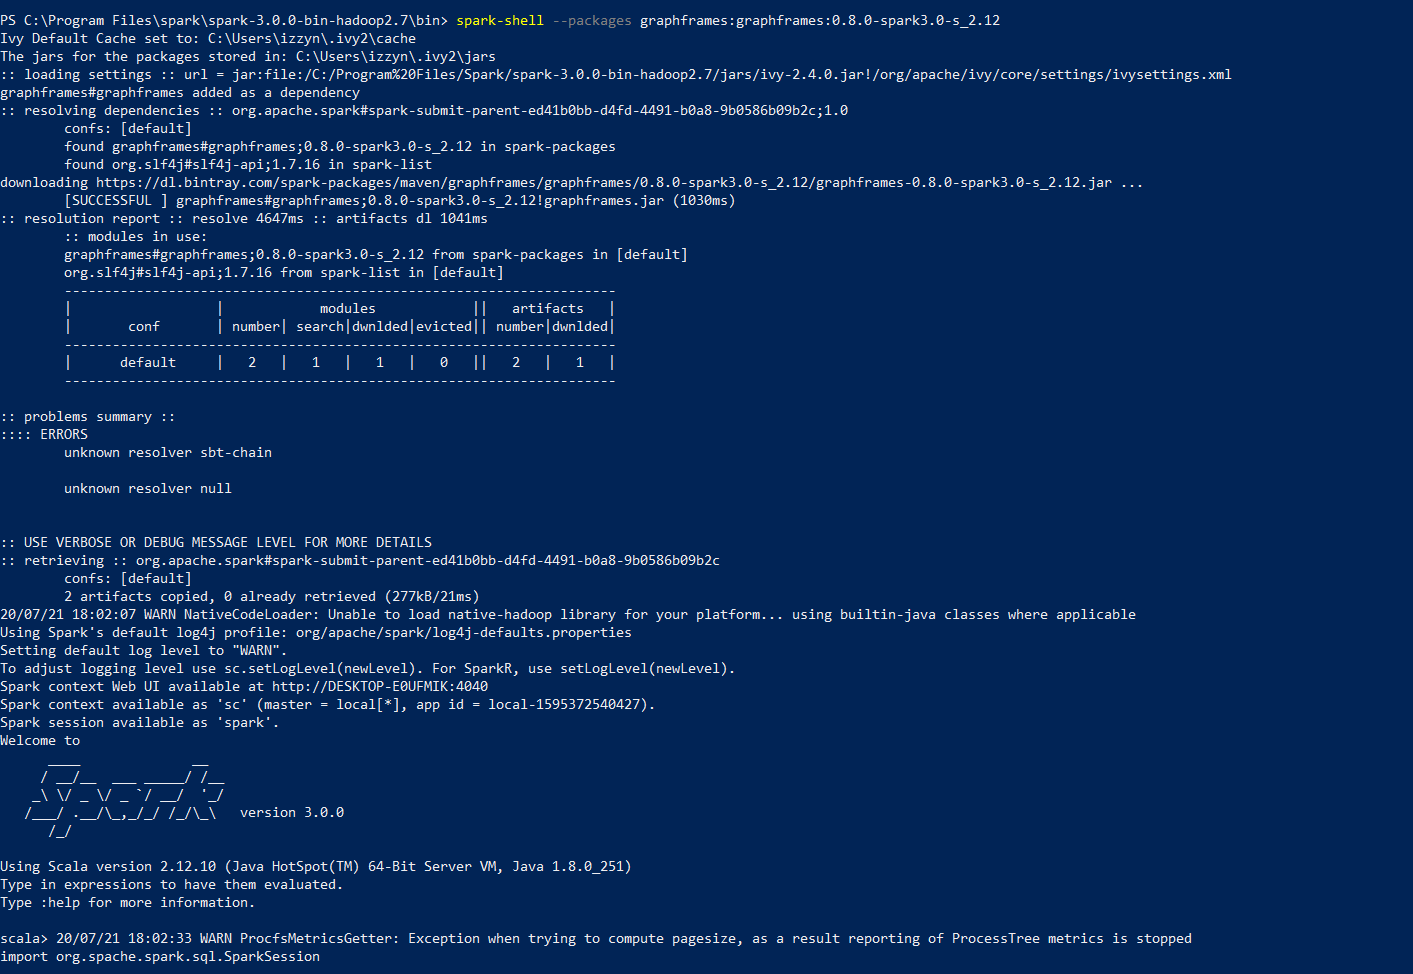 PS C:\Program Files\spark\spark-3.0.0-bin-hadoop2.7\bin> spark-shell --packages graphframes:graphframes:0.8.0-spark3.0-s_2.12
Ivy Default Cache set to: C:\Users\izzyn\.ivy2\cache
The jars for the packages stored in: C:\Users\izzyn\.ivy2\jars
:: loading settings :: url = jar:file:/C:/Program%20Files/Spark/spark-3.0.0-bin-hadoop2.7/jars/ivy-2.4.0.jar!/org/apache/ivy/core/settings/ivysettings.xml
graphframes#graphframes added as a dependency
:: resolving dependencies :: org.apache.spark#spark-submit-parent-ed41b0bb-d4fd-4491-b0a8-9b0586b09b2c;1.0
        confs: [default]
        found graphframes#graphframes;0.8.0-spark3.0-s_2.12 in spark-packages
        found org.slf4j#slf4j-api;1.7.16 in spark-list
downloading https://dl.bintray.com/spark-packages/maven/graphframes/graphframes/0.8.0-spark3.0-s_2.12/graphframes-0.8.0-spark3.0-s_2.12.jar ...
        [SUCCESSFUL ] graphframes#graphframes;0.8.0-spark3.0-s_2.12!graphframes.jar (1030ms)
:: resolution report :: resolve 4647ms :: artifacts dl 1041ms
        :: modules in use:
        graphframes#graphframes;0.8.0-spark3.0-s_2.12 from spark-packages in [default]
        org.slf4j#slf4j-api;1.7.16 from spark-list in [default]
        ---------------------------------------------------------------------
        |                  |            modules            ||   artifacts   |
        |       conf       | number| search|dwnlded|evicted|| number|dwnlded|
        ---------------------------------------------------------------------
        |      default     |   2   |   1   |   1   |   0   ||   2   |   1   |
        ---------------------------------------------------------------------
:: problems summary ::
:::: ERRORS
        unknown resolver sbt-chain
        unknown resolver null
:: USE VERBOSE OR DEBUG MESSAGE LEVEL FOR MORE DETAILS
:: retrieving :: org.apache.spark#spark-submit-parent-ed41b0bb-d4fd-4491-b0a8-9b0586b09b2c
        confs: [default]
        2 artifacts copied, 0 already retrieved (277kB/21ms)
20/07/21 18:02:07 WARN NativeCodeLoader: Unable to load native-hadoop library for your platform... using builtin-java classes where applicable
Using Spark's default log4j profile: org/apache/spark/log4j-defaults.properties
Setting default log level to "WARN".
To adjust logging level use sc.setLogLevel(newLevel). For SparkR, use setLogLevel(newLevel).
Spark context Web UI available at http://DESKTOP-E0UFMIK:4040
Spark context available as 'sc' (master = local[*], app id = local-1595372540427).
Spark session available as 'spark'.
Welcome to
      ____              __
     / __/__  ___ _____/ /__
    _\ \/ _ \/ _ `/ __/  '_/
   /___/ .__/\_,_/_/ /_/\_\   version 3.0.0
      /_/
Using Scala version 2.12.10 (Java HotSpot(TM) 64-Bit Server VM, Java 1.8.0_251)
Type in expressions to have them evaluated.
Type :help for more information.
scala> 20/07/21 18:02:33 WARN ProcfsMetricsGetter: Exception when trying to compute pagesize, as a result reporting of ProcessTree metrics is stopped
import org.spache.spark.sql.SparkSession